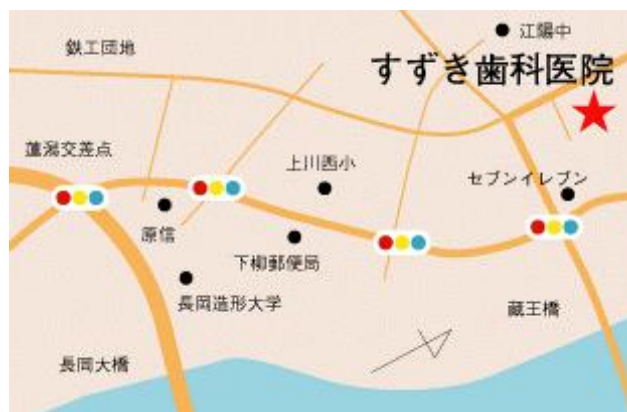 江陽中
鉄工団地
すずき歯科医院
蓮潟交差点
上川西小
セブンイレブン
原信
下柳郵便局
長岡造形大学
蔵王橋
長岡大橋